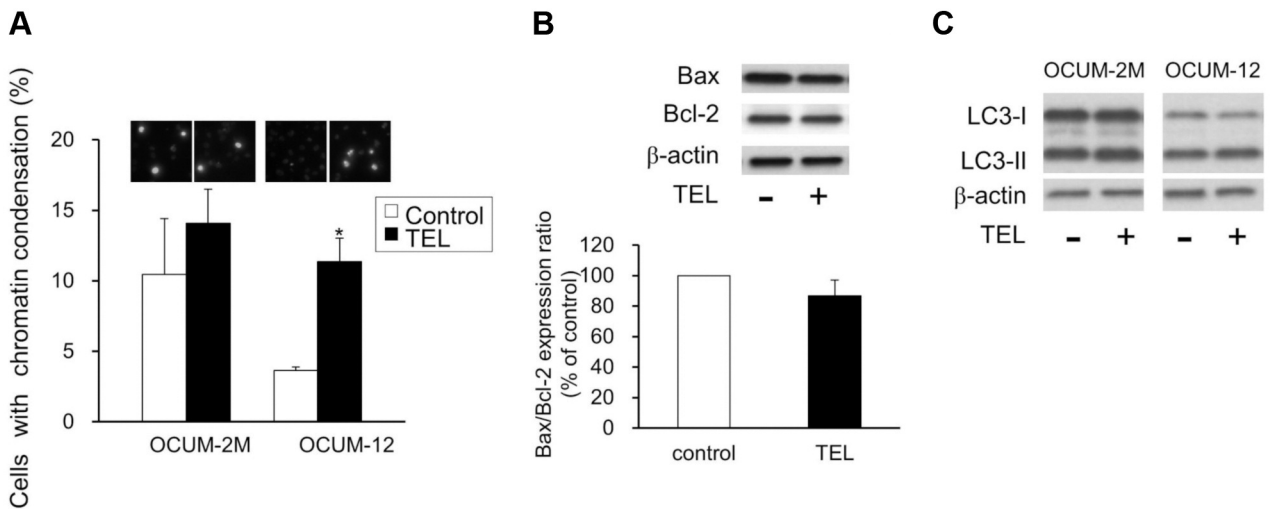 A
Cells with chromatin condensation (%)
20
15
10
5
0
*
Control
TEL
OCUM-2M OCUM-12
B
Bax
Bcl-2
β-actin
TEL - +
Bax/Bcl-2 expression ratio
(% of control)
120
100
80
60
40
20
0
control TEL
C
OCUM-2M OCUM-12
LC3-I
LC3-II
β-actin
TEL - + - +